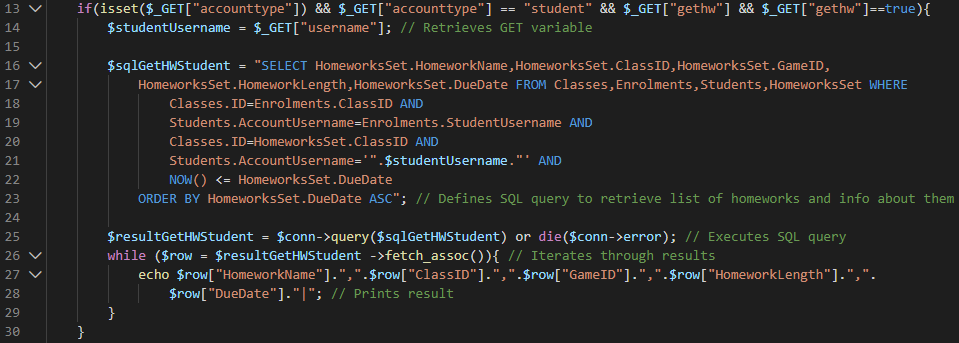 13 if(isset($_GET["accounttype"]) && $_GET["accounttype"] == "student" && $_GET["gethw"] && $_GET["gethw"]==true){
14 $studentUsername = $_GET["username"]; // Retrieves GET variable
15
16 $sqlGetHWStudent = "SELECT HomeworksSet.HomeworkName,HomeworksSet.ClassID,HomeworksSet.GameID,
17 HomeworksSet.HomeworkLength,HomeworksSet.DueDate FROM Classes,Enrolments,Students,HomeworksSet WHERE
18 Classes.ID=Enrolments.ClassID AND
19 Students.AccountUsername=Enrolments.StudentUsername AND
20 Classes.ID=HomeworksSet.ClassID AND
21 Students.AccountUsername='".$studentUsername."' AND
22 NOW() <= HomeworksSet.DueDate
23 ORDER BY HomeworksSet.DueDate ASC"; // Defines SQL query to retrieve list of homeworks and info about them
24
25 $resultGetHWStudent = $conn->query($sqlGetHWStudent) or die($conn->error); // Executes SQL query
26 while ($row = $resultGetHWStudent ->fetch_assoc()){ // Iterates through results
27 echo $row["HomeworkName"].",".$row["ClassID"].",".$row["GameID"].",".$row["HomeworkLength"].",".
28 $row["DueDate"]."|"; // Prints result
29 }
30 }